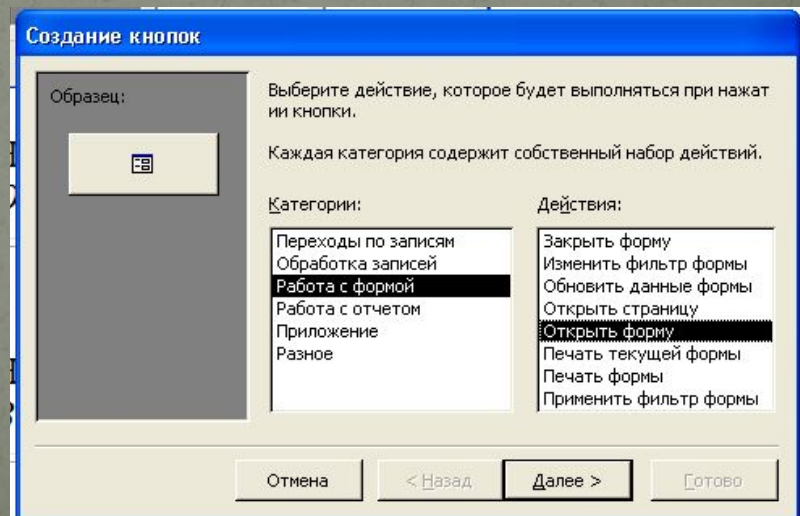 Создание кнопок
Образец:
Выберите действие, которое будет выполняться при нажат
ии кнопки.
Каждая категория содержит собственный набор действий.
Категории:
Переходы по записям
Обработка записей
Работа с формой
Работа с отчетом
Приложение
Разное
Действия:
Закрыть форму
Изменить фильтр формы
Обновить данные формы
Открыть страницу
Открыть форму
Печать текущей формы
Печать формы
Применить фильтр формы
Отмена
< Назад
Далее >
Готово